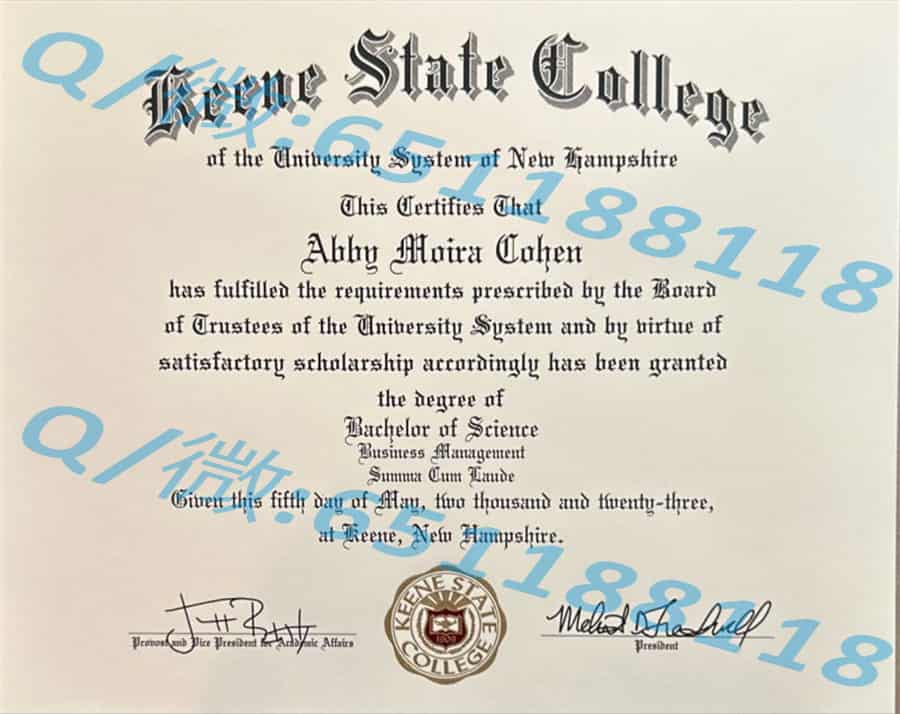 Keene State College
of the University System of New Hampshire
This Certifies That
Abby Moira Cohen
has fulfilled the requirements prescribed by the Board
of Trustees of the University System and by virtue of
satisfactory scholarship accordingly has been granted
the degree of
Bachelor of Science
Business Management
Summa Cum Laude
Given this fifth day of May, two thousand and twenty-three,
at Keene, New Hampshire.
Provost and Vice President for Academic Affairs
KEENE STATE
1909
COLLEGE
President
Q/微:651188118
Q/微:651188118